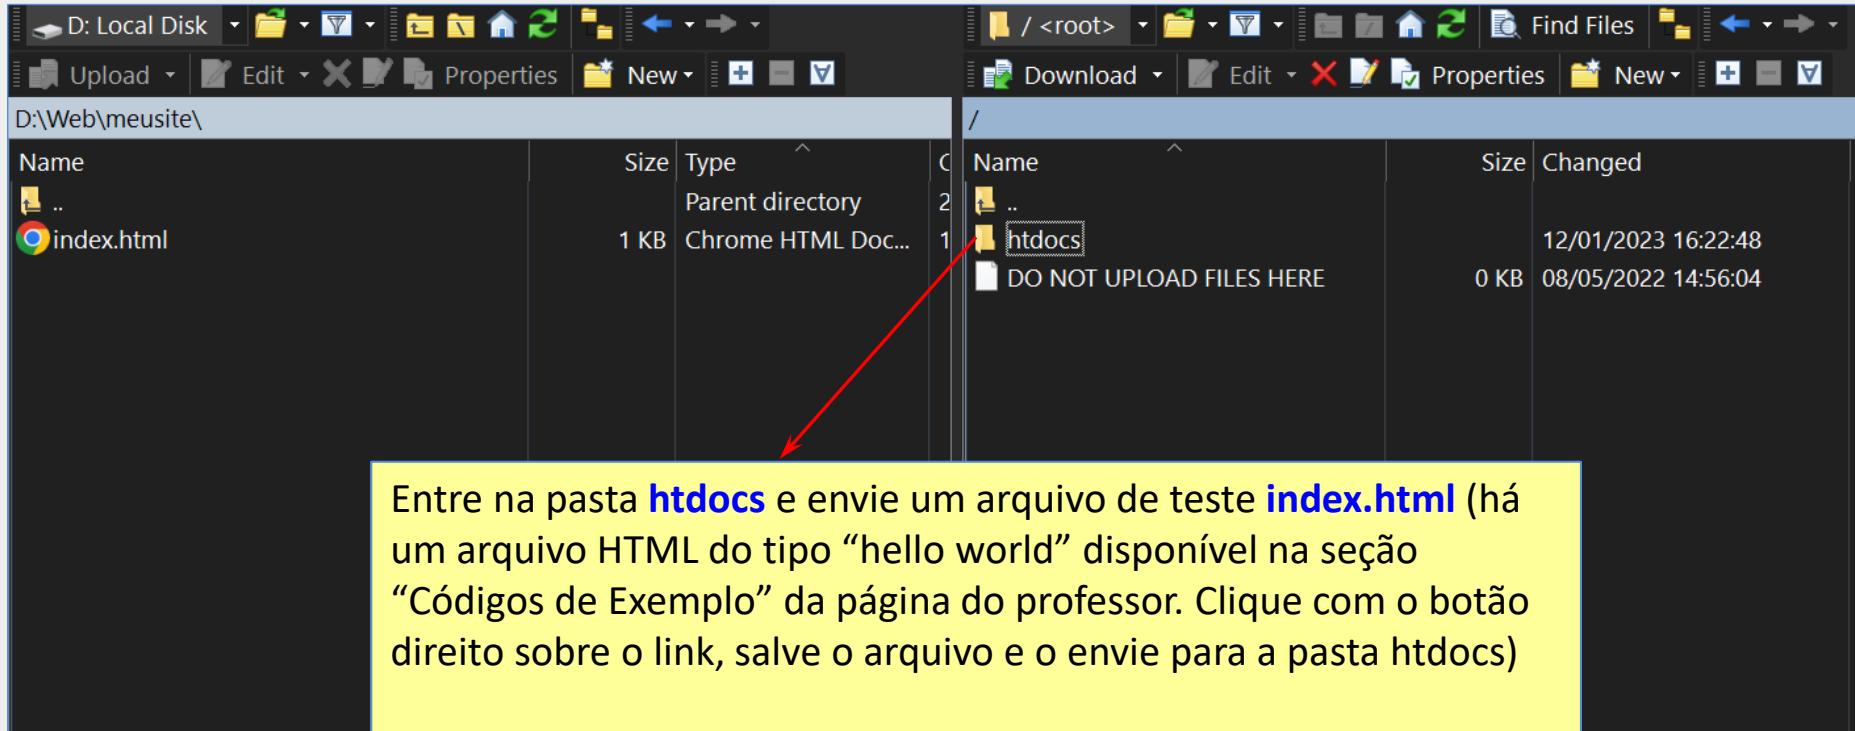 D: Local Disk
/ <root>
Find Files
Upload
Edit
Properties
New
Download
Edit
Properties
New
D:\Web\meusite\
/
Name
Size
Type
C
Name
Size
Changed
..
Parent directory
2
..
index.html
1 KB
Chrome HTML Doc...
1
htdocs
12/01/2023 16:22:48
DO NOT UPLOAD FILES HERE
0 KB
08/05/2022 14:56:04
Entre na pasta htdocs e envie um arquivo de teste index.html (há
um arquivo HTML do tipo “hello world” disponível na seção
“Códigos de Exemplo” da página do professor. Clique com o botão
direito sobre o link, salve o arquivo e o envie para a pasta htdocs)